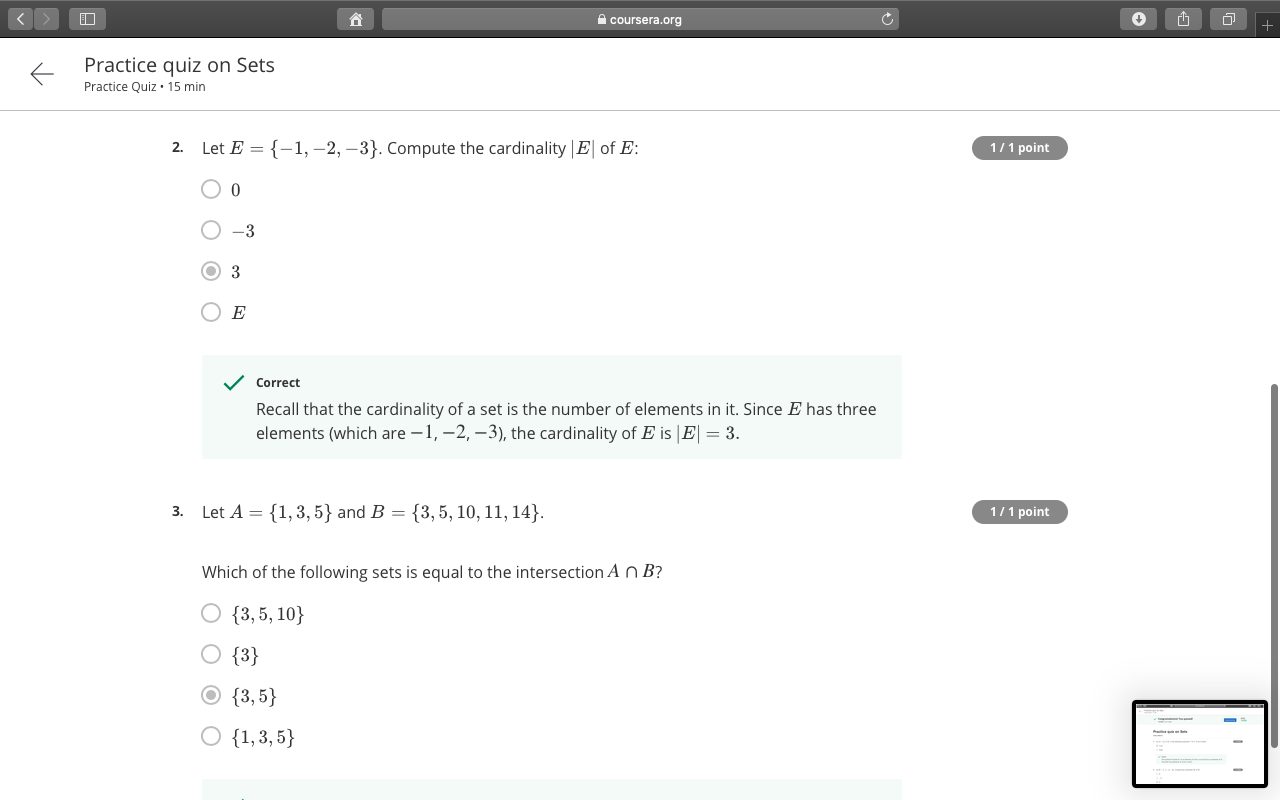 coursera.org
Practice quiz on Sets
Practice Quiz • 15 min
2. Let E = {−1, −2, −3}. Compute the cardinality |E| of E:
1 / 1 point
0
−3
3
E
Correct
Recall that the cardinality of a set is the number of elements in it. Since E has three
elements (which are −1, −2, −3), the cardinality of E is |E| = 3.
3. Let A = {1, 3, 5} and B = {3, 5, 10, 11, 14}.
1 / 1 point
Which of the following sets is equal to the intersection A ∩ B?
{3, 5, 10}
{3}
{3, 5}
{1, 3, 5}
Practice quiz on Sets